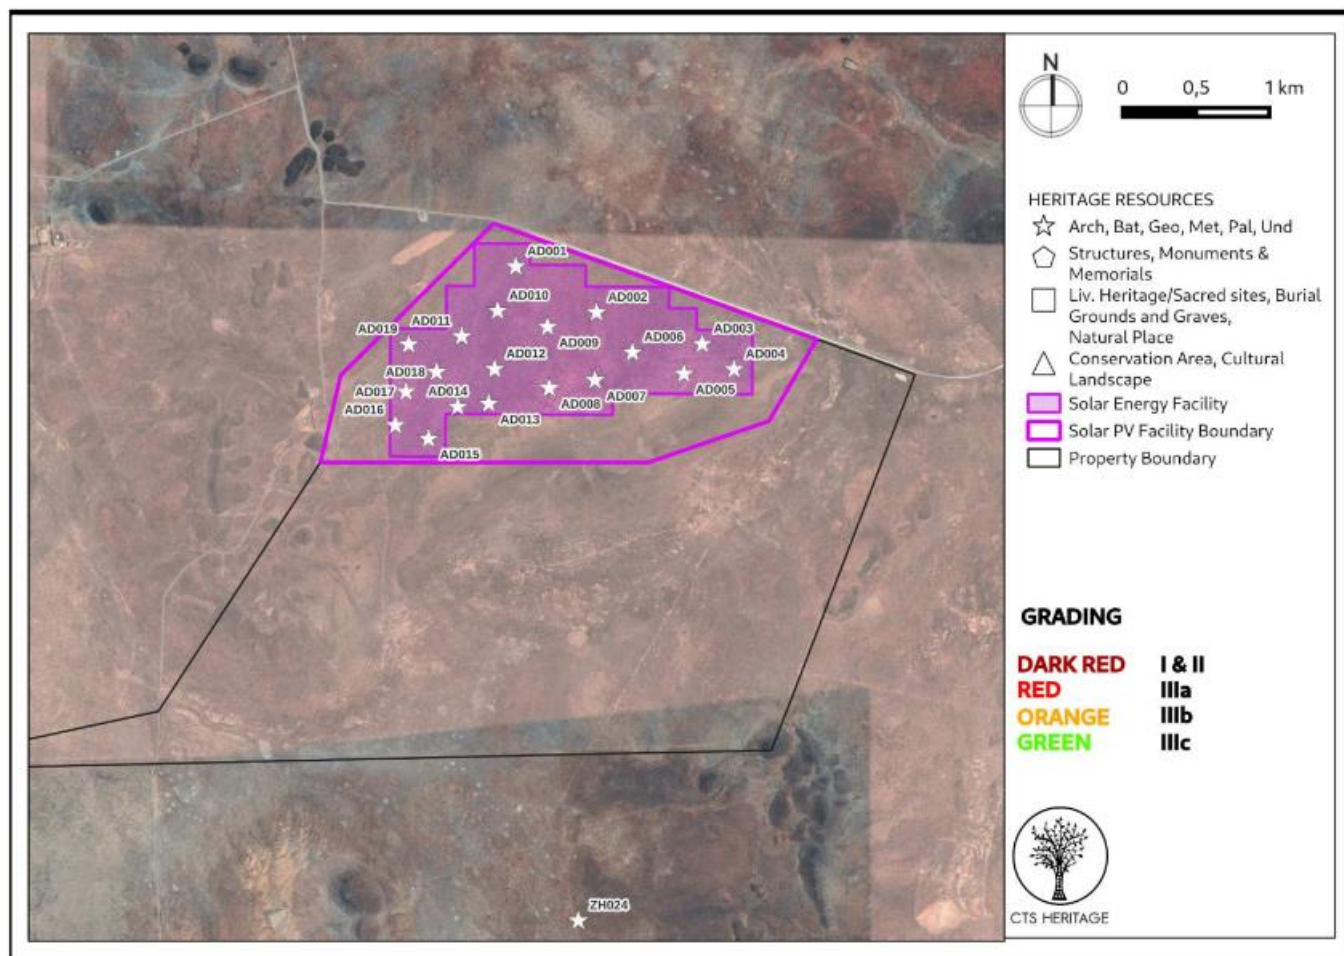 AD001
AD010
AD002
AD019
AD011
AD009
AD006
AD003
AD012
AD004
AD018
AD017
AD014
AD008
AD007
AD005
AD016
AD013
AD015
ZH024
N
0 0,5 1 km
HERITAGE RESOURCES
Arch, Bat, Geo, Met, Pal, Und
Structures, Monuments &
Memorials
Liv. Heritage/Sacred sites, Burial
Grounds and Graves,
Natural Place
Conservation Area, Cultural
Landscape
Solar Energy Facility
Solar PV Facility Boundary
Property Boundary
GRADING
DARK RED I & II
RED IIIa
ORANGE IIIb
GREEN IIIc
CTS HERITAGE